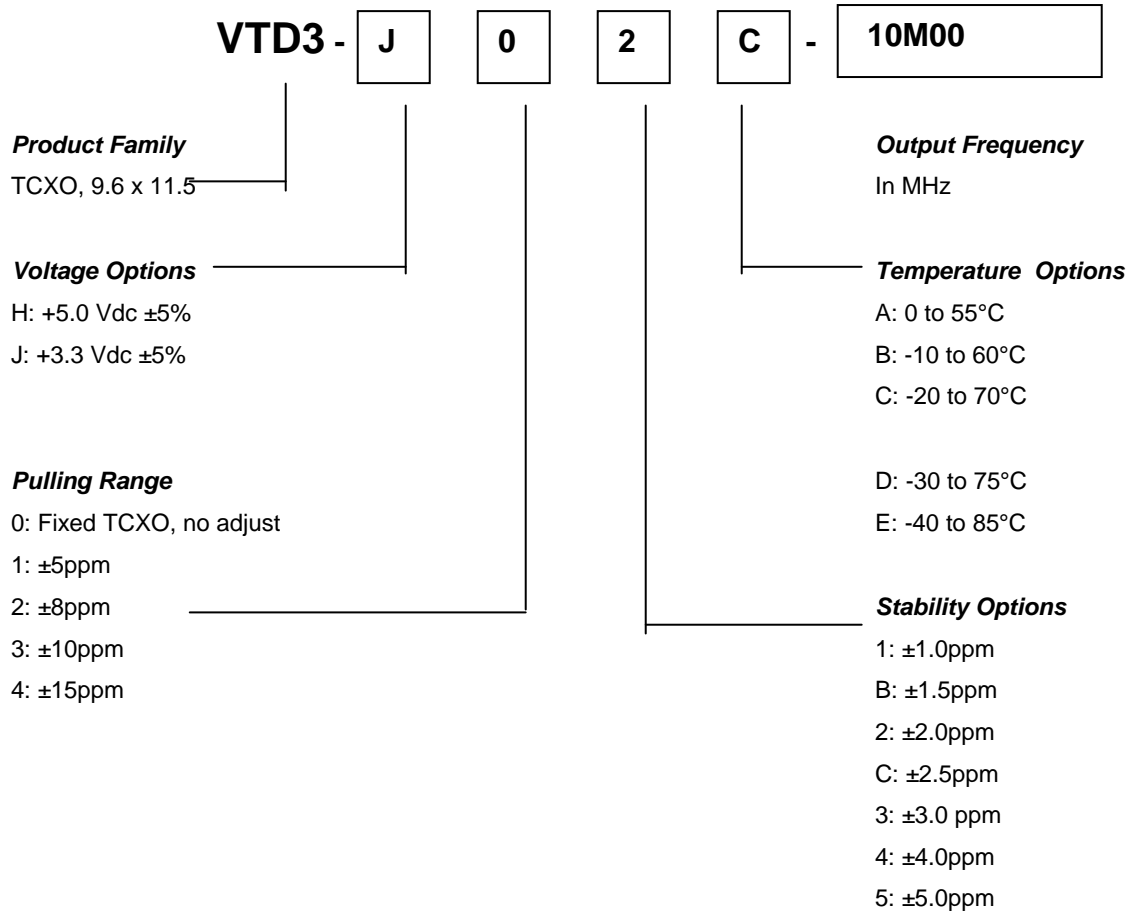 VTD3 - J 0 2 C - 10M00
Product Family
TCXO, 9.6 x 11.5
Voltage Options
H: +5.0 Vdc ±5%
J: +3.3 Vdc ±5%
Pulling Range
0: Fixed TCXO, no adjust
1: ±5ppm
2: ±8ppm
3: ±10ppm
4: ±15ppm
Output Frequency
In MHz
Temperature Options
A: 0 to 55°C
B: -10 to 60°C
C: -20 to 70°C
D: -30 to 75°C
E: -40 to 85°C
Stability Options
1: ±1.0ppm
B: ±1.5ppm
2: ±2.0ppm
C: ±2.5ppm
3: ±3.0 ppm
4: ±4.0ppm
5: ±5.0ppm